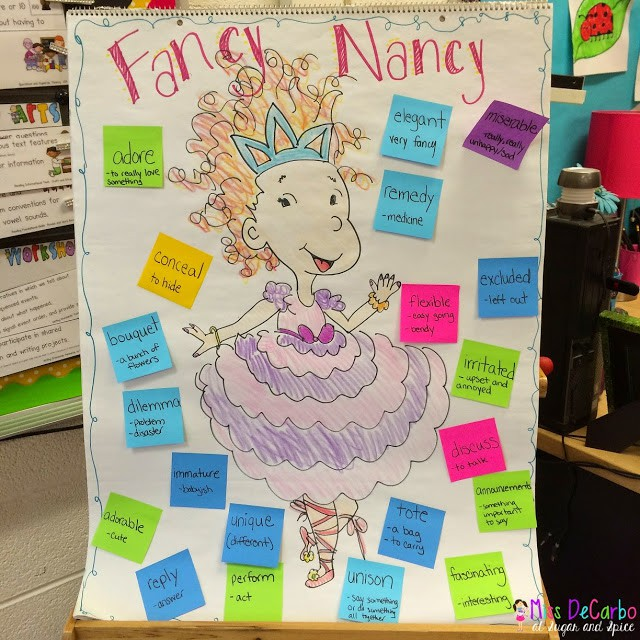 Fancy Nancy
elegant
very fancy
miserable
really, really
unhappy/sad
adore
-to really love
something
remedy
-medicine
conceal
to hide
excluded
-left out
flexible
-easy going
-bendy
bouquet
-a bunch of
flowers
irritated
-upset and
annoyed
dilemma
-problem
-disaster
discuss
-to talk
immature
-babyish
announcement
-something
important
to say
adorable
-cute
unique
(different)
tote
-a bag
-to carry
reply
-answer
perform
-act
unison
-say something
or do something
all together
fascinating
-interesting
Workshop
Miss DeCarbo
at Sugar and Spice